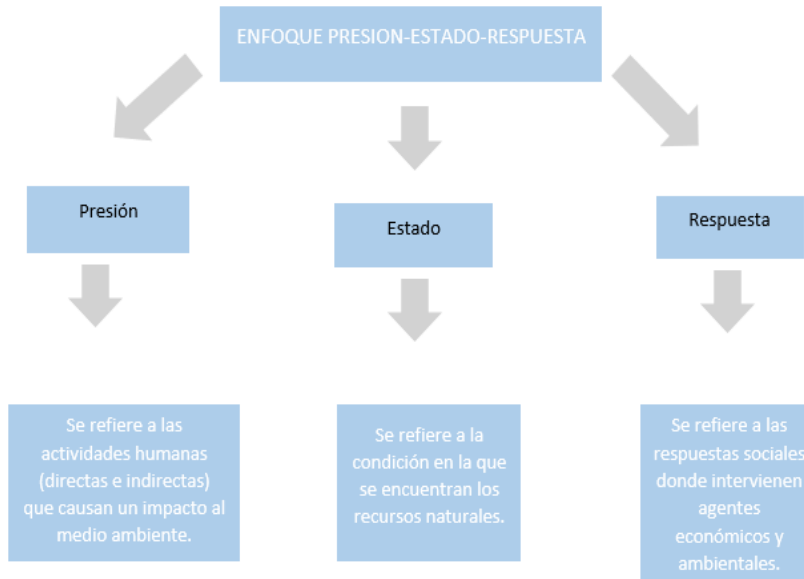 ENFOQUE PRESION-ESTADO-RESPUESTA
Presión
Estado
Respuesta
Se refiere a las
actividades humanas
(directas e indirectas)
que causan un impacto al
medio ambiente.
Se refiere a la
condición en la que
se encuentran los
recursos naturales.
Se refiere a las
respuestas sociales
donde intervienen
agentes
económicos y
ambientales.